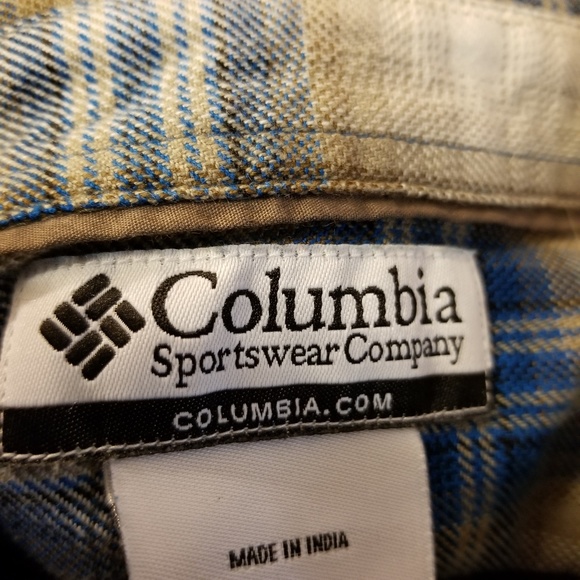 Columbia
Sportswear Company
COLUMBIA.COM
MADE IN INDIA